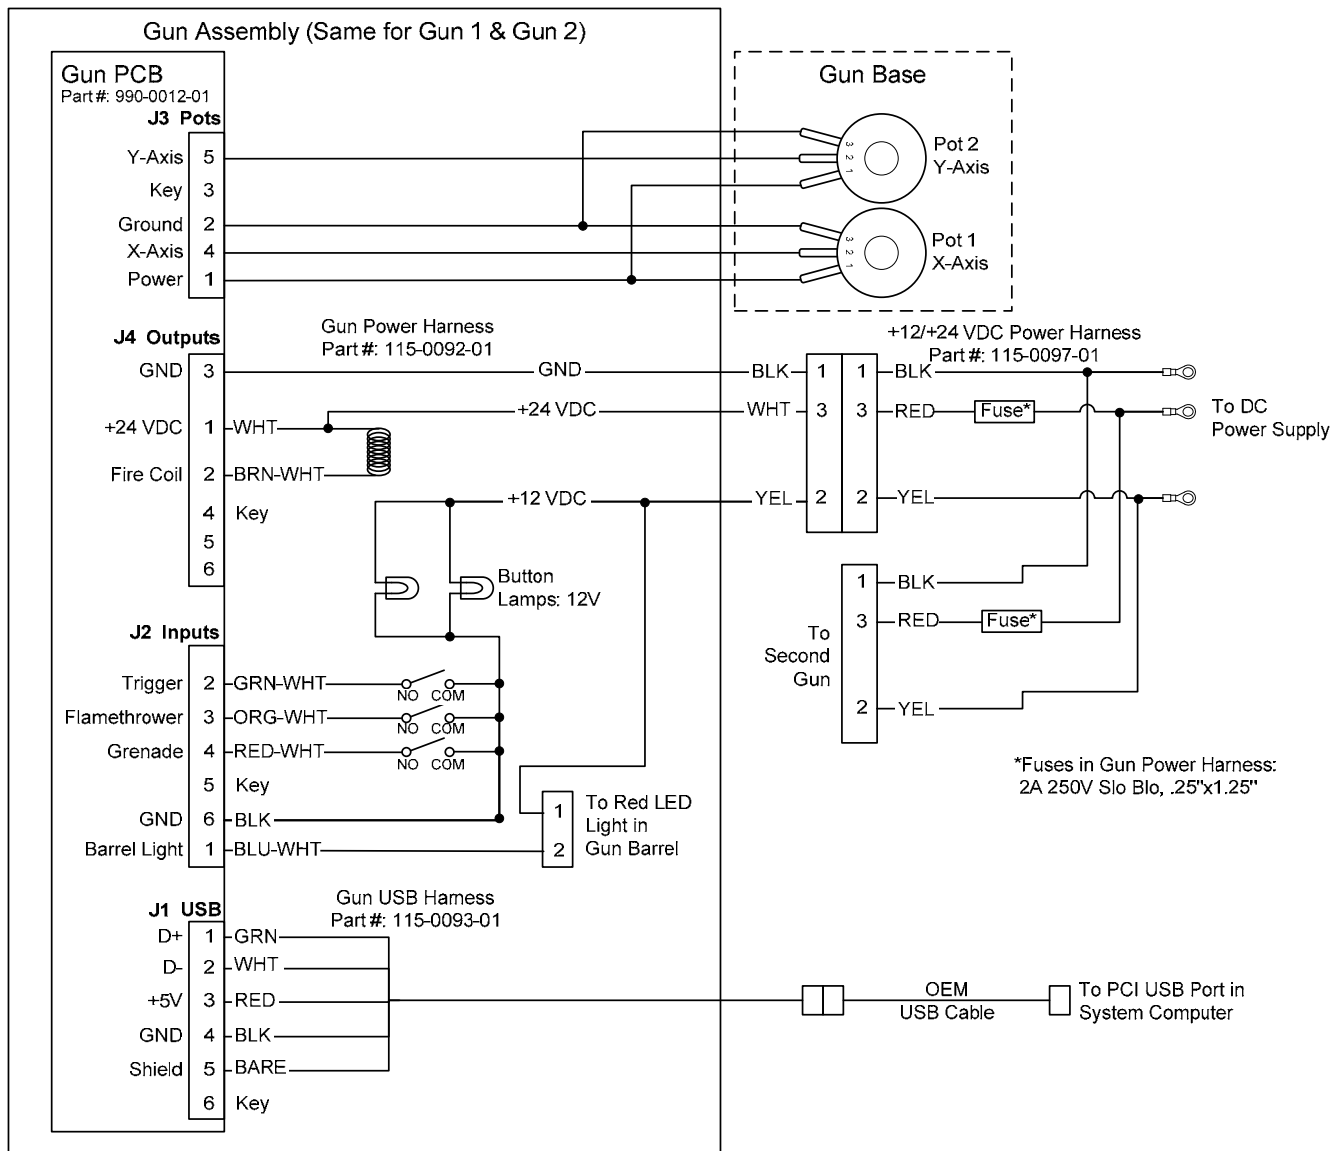 Gun Assembly (Same for Gun 1 & Gun 2)
Gun PCB
Part#: 990-0012-01
J3 Pots
Y-Axis 5
Key 3
Ground 2
X-Axis 4
Power 1
Gun Base
3
2
1
Pot 2
Y-Axis
3
2
1
Pot 1
X-Axis
J4 Outputs
Gun Power Harness
Part #: 115-0092-01
+12/+24 VDC Power Harness
Part #: 115-0097-01
GND 3 GND BLK 1 1 BLK
+24 VDC WHT 3 3 RED Fuse*
To DC
Power Supply
+24 VDC 1 WHT
Fire Coil 2 BRN-WHT
+12 VDC YEL 2 2 YEL
4 Key
5
6
Button
Lamps: 12V
1 BLK
3 RED Fuse*
To
Second
Gun
2 YEL
J2 Inputs
Trigger 2 GRN-WHT NO COM
Flamethrower 3 ORG-WHT NO COM
Grenade 4 RED-WHT NO COM
5 Key
GND 6 BLK
Barrel Light 1 BLU-WHT
1
2
To Red LED
Light in
Gun Barrel
*Fuses in Gun Power Harness:
2A 250V Slo Blo, .25"x1.25"
J1 USB
Gun USB Harness
Part #: 115-0093-01
D+ 1 GRN
D- 2 WHT
+5V 3 RED
GND 4 BLK
Shield 5 BARE
6 Key
OEM
USB Cable
To PCI USB Port in
System Computer